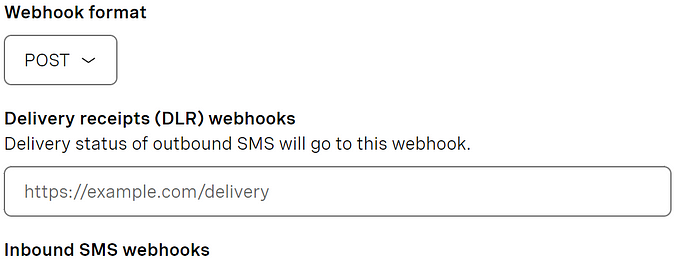 Webhook format
POST
Delivery receipts (DLR) webhooks
Delivery status of outbound SMS will go to this webhook.
https://example.com/delivery
Inbound SMS webhooks